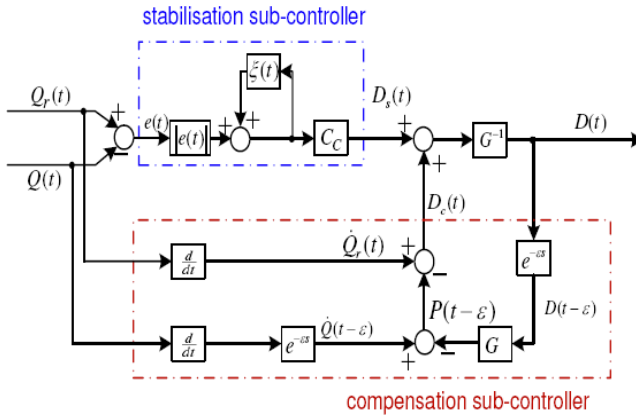 stabilisation sub-controller
ξ(t)
Q_r(t)
+
e(t)
|e(t)|
+
+
C_C
D_s(t)
+
G⁻¹
D(t)
−
Q(t)
+
D_c(t)
d/dt
Q̇_r(t)
+
−
e^{-εs}
P(t−ε)
D(t−ε)
d/dt
e^{-εs}
Q̇(t−ε)
+
−
G
compensation sub-controller